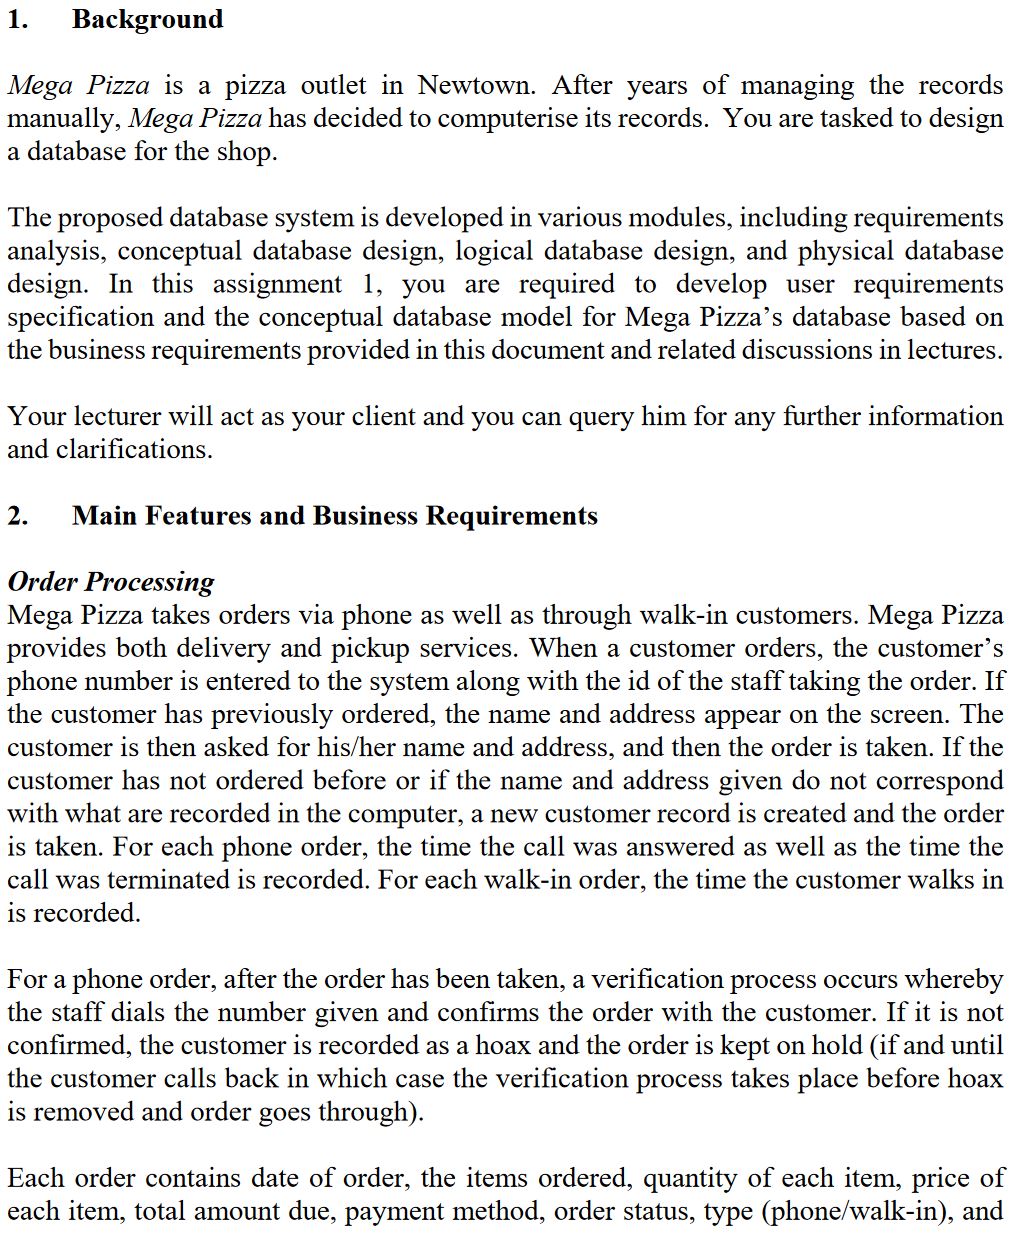 1. Background
Mega Pizza is a pizza outlet in Newtown. After years of managing the records
manually, Mega Pizza has decided to computerise its records. You are tasked to design
a database for the shop.
The proposed database system is developed in various modules, including requirements
analysis, conceptual database design, logical database design, and physical database
design. In this assignment 1, you are required to develop user requirements
specification and the conceptual database model for Mega Pizza’s database based on
the business requirements provided in this document and related discussions in lectures.
Your lecturer will act as your client and you can query him for any further information
and clarifications.
2. Main Features and Business Requirements
Order Processing
Mega Pizza takes orders via phone as well as through walk-in customers. Mega Pizza
provides both delivery and pickup services. When a customer orders, the customer’s
phone number is entered to the system along with the id of the staff taking the order. If
the customer has previously ordered, the name and address appear on the screen. The
customer is then asked for his/her name and address, and then the order is taken. If the
customer has not ordered before or if the name and address given do not correspond
with what are recorded in the computer, a new customer record is created and the order
is taken. For each phone order, the time the call was answered as well as the time the
call was terminated is recorded. For each walk-in order, the time the customer walks in
is recorded.
For a phone order, after the order has been taken, a verification process occurs whereby
the staff dials the number given and confirms the order with the customer. If it is not
confirmed, the customer is recorded as a hoax and the order is kept on hold (if and until
the customer calls back in which case the verification process takes place before hoax
is removed and order goes through).
Each order contains date of order, the items ordered, quantity of each item, price of
each item, total amount due, payment method, order status, type (phone/walk-in), and